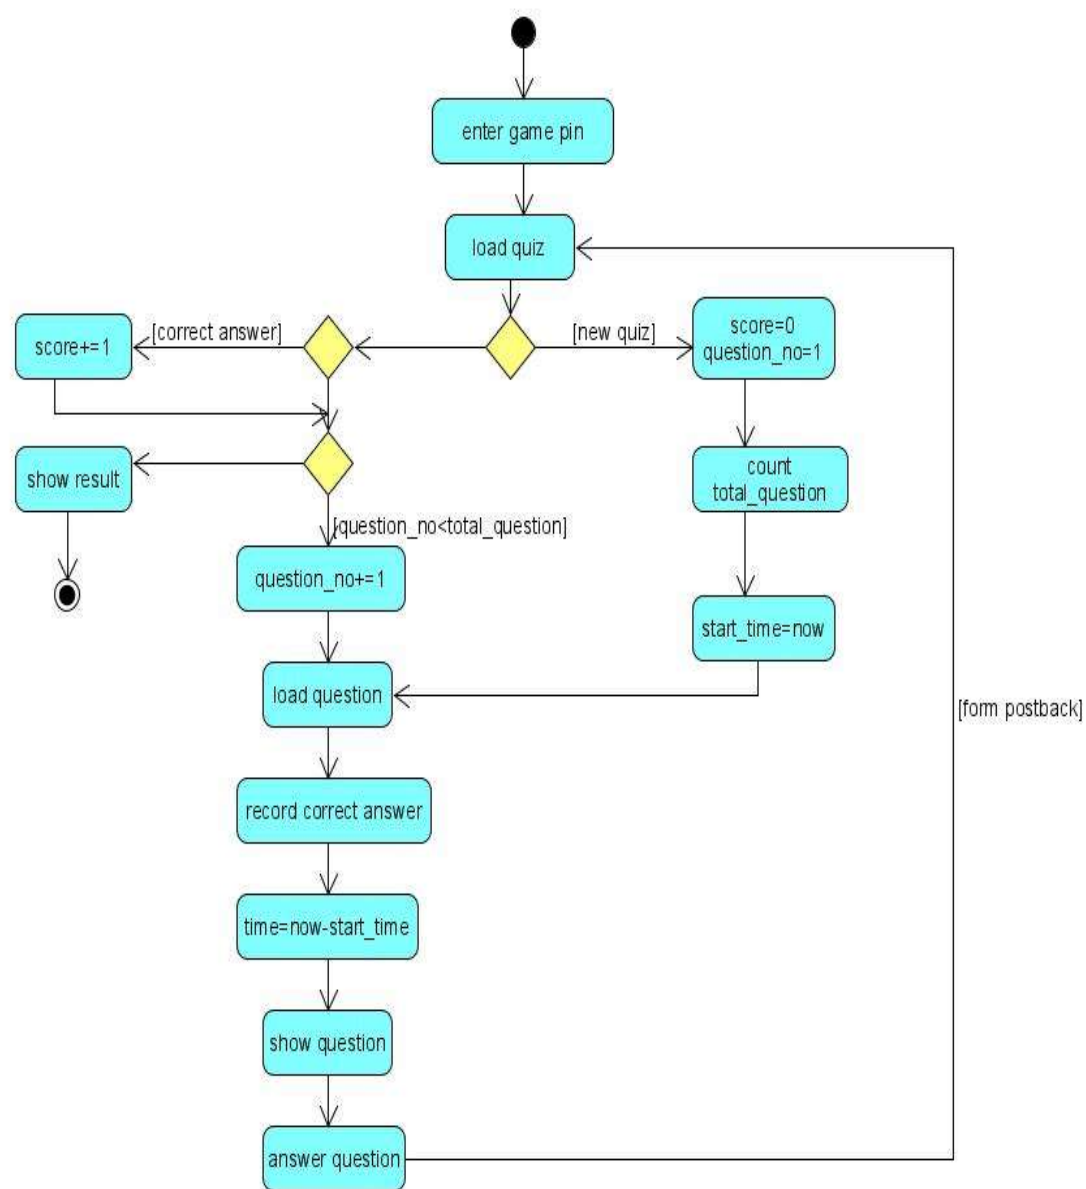 enter game pin
load quiz
[correct answer]
[new quiz]
score+=1
score=0
question_no=1
show result
count
total_question
[question_no<total_question]
question_no+=1
start_time=now
load question
[form postback]
record correct answer
time=now-start_time
show question
answer question